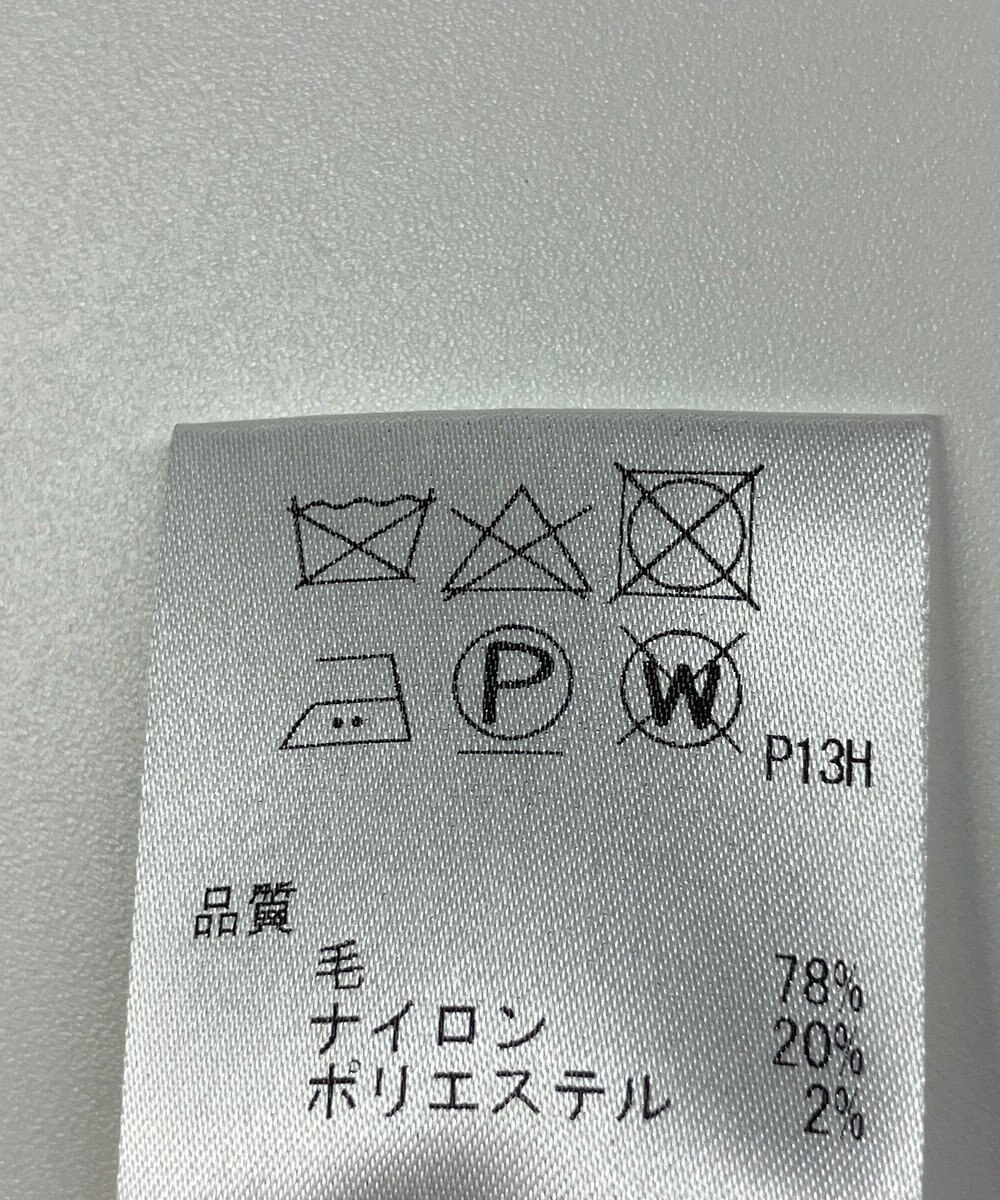 P W P13H
品質
毛 78%
ナイロン 20%
ポリエステル 2%